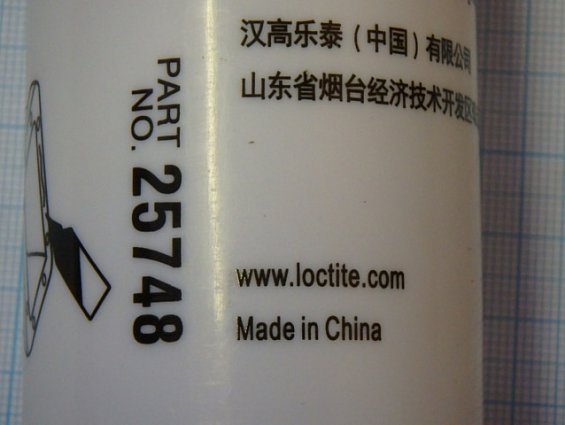 汉高乐泰（中国）有限公司
山东省烟台经济技术开发区
www.loctite.com
Made in China
PART
NO. 25748